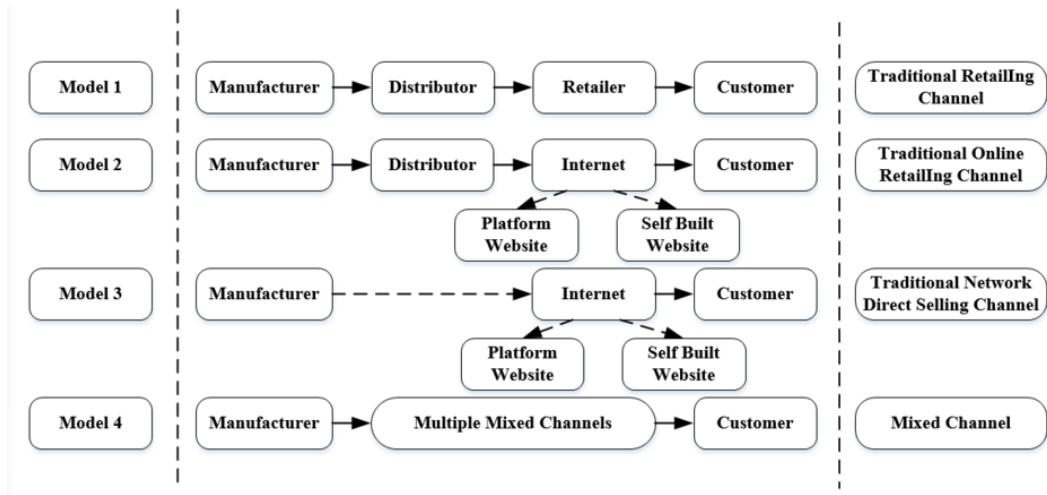 Model 1
Manufacturer
Distributor
Retailer
Customer
Traditional RetailIng
Channel
Model 2
Manufacturer
Distributor
Internet
Customer
Traditional Online
RetailIng Channel
Platform
Website
Self Built
Website
Model 3
Manufacturer
Internet
Customer
Traditional Network
Direct Selling Channel
Platform
Website
Self Built
Website
Model 4
Manufacturer
Multiple Mixed Channels
Customer
Mixed Channel